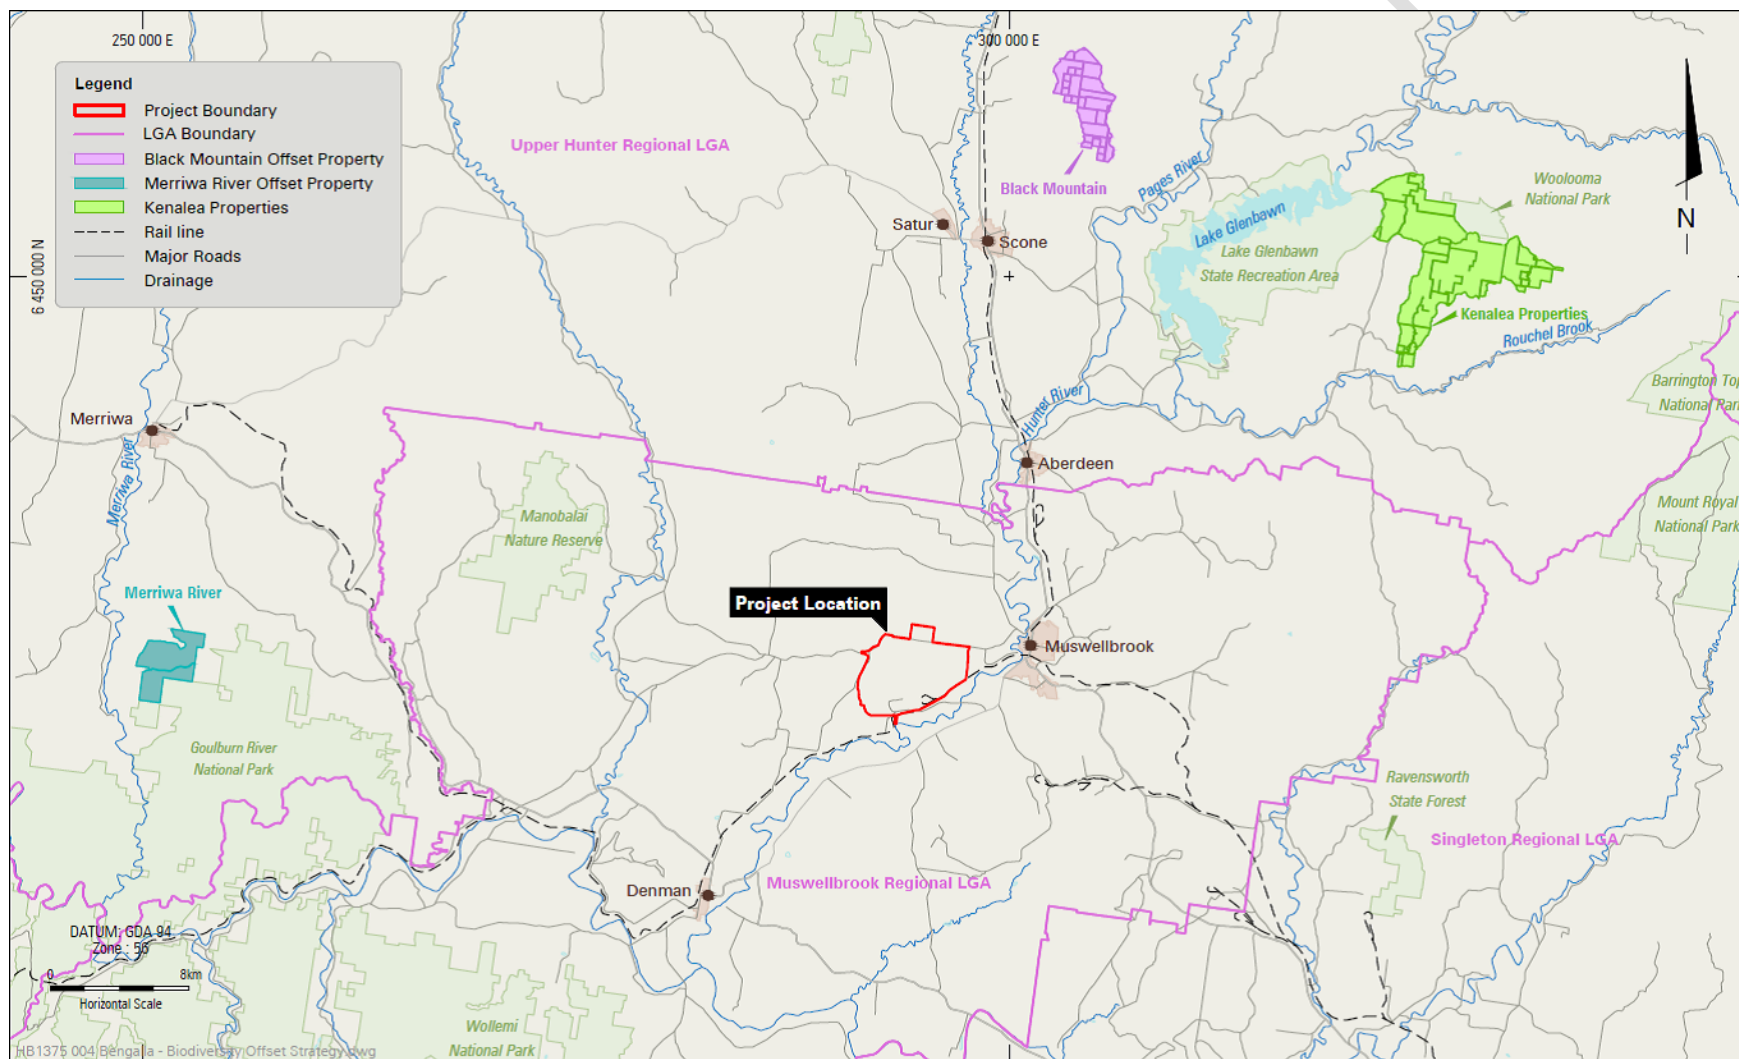 250 000 E
300 000 E
6 450 000 N
Legend
Project Boundary
LGA Boundary
Black Mountain Offset Property
Merriwa River Offset Property
Kenalea Properties
Rail line
Major Roads
Drainage
Upper Hunter Regional LGA
Black Mountain
Pages River
Woolooma
National Park
N
Satur
Scone
Lake Glenbawn
Lake Glenbawn
State Recreation Area
Kenalea Properties
Rouchel Brook
Barrington Top
National Park
Hunter River
Merriwa
Merriwa River
Aberdeen
Manobalai
Nature Reserve
Mount Royal
National Park
Merriwa River
Project Location
Muswellbrook
Goulburn River
National Park
Ravensworth
State Forest
Singleton Regional LGA
Denman
Muswellbrook Regional LGA
DATUM: GDA 94
Zone : 56
0 8km
Horizontal Scale
Wollemi
National Park
HB1375 004 Bengalla - Biodiversity Offset Strategy.dwg